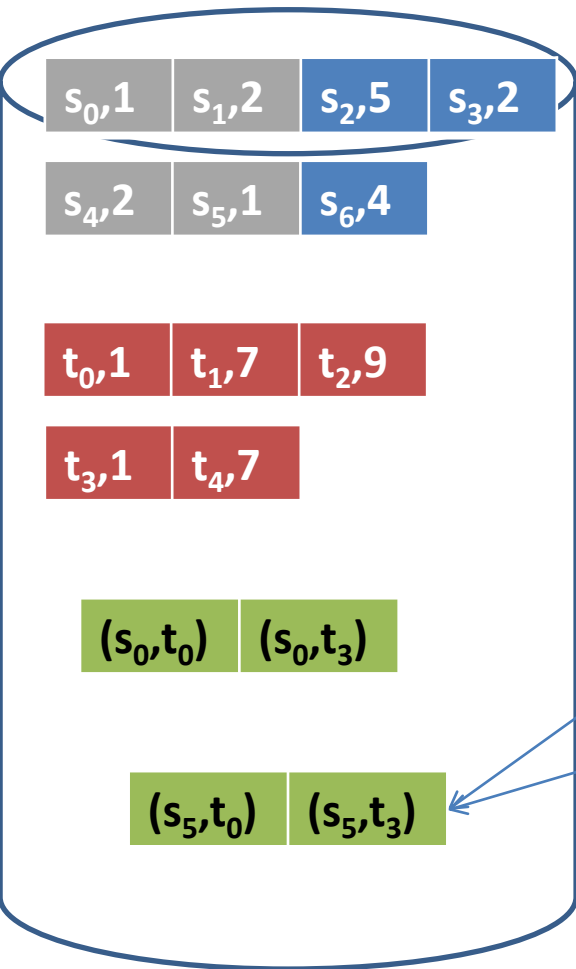 s₀,1 s₁,2 s₂,5 s₃,2
s₄,2 s₅,1 s₆,4
t₀,1 t₁,7 t₂,9
t₃,1 t₄,7
(s₀,t₀) (s₀,t₃)
(s₅,t₀) (s₅,t₃)